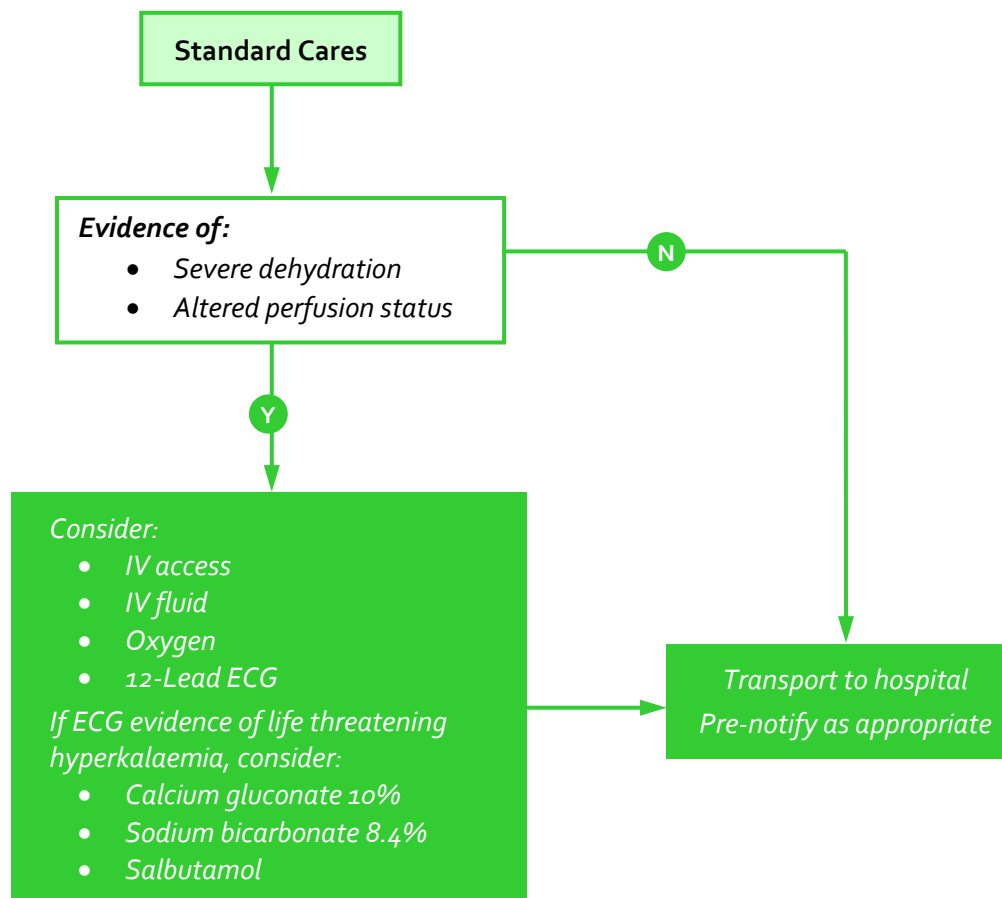 Standard Cares
Evidence of:
• Severe dehydration
• Altered perfusion status
N
Y
Consider:
• IV access
• IV fluid
• Oxygen
• 12-Lead ECG
If ECG evidence of life threatening
hyperkalaemia, consider:
• Calcium gluconate 10%
• Sodium bicarbonate 8.4%
• Salbutamol
Transport to hospital
Pre-notify as appropriate